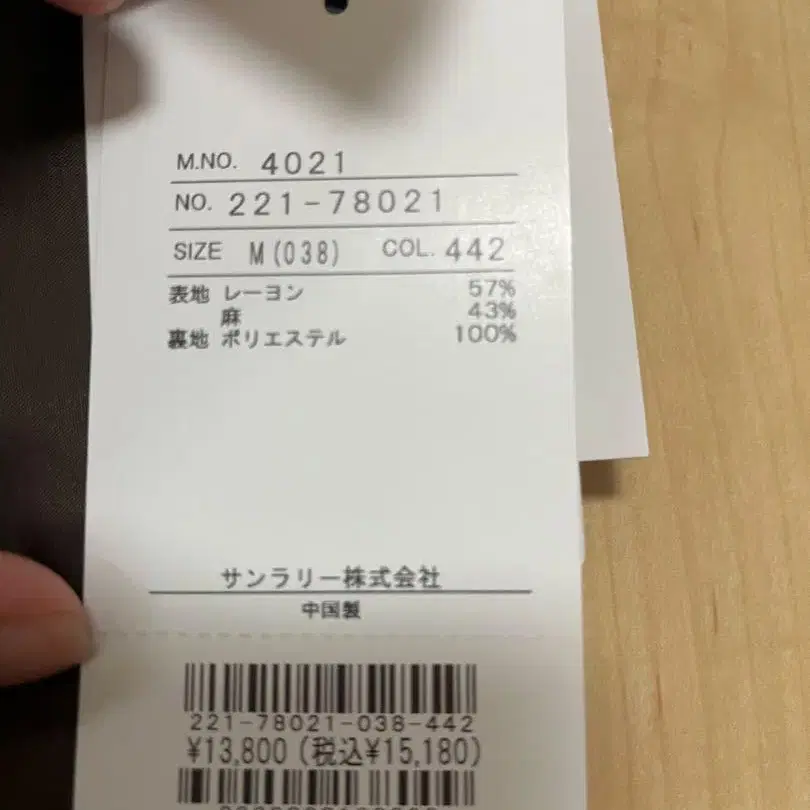 M.NO. 4021
NO. 221-78021
SIZE M(038) COL. 442
表地 レーヨン 57%
麻 43%
裏地 ポリエステル 100%
サンラリー株式会社
中国製
221-78021-038-442
¥13,800 (税込¥15,180)